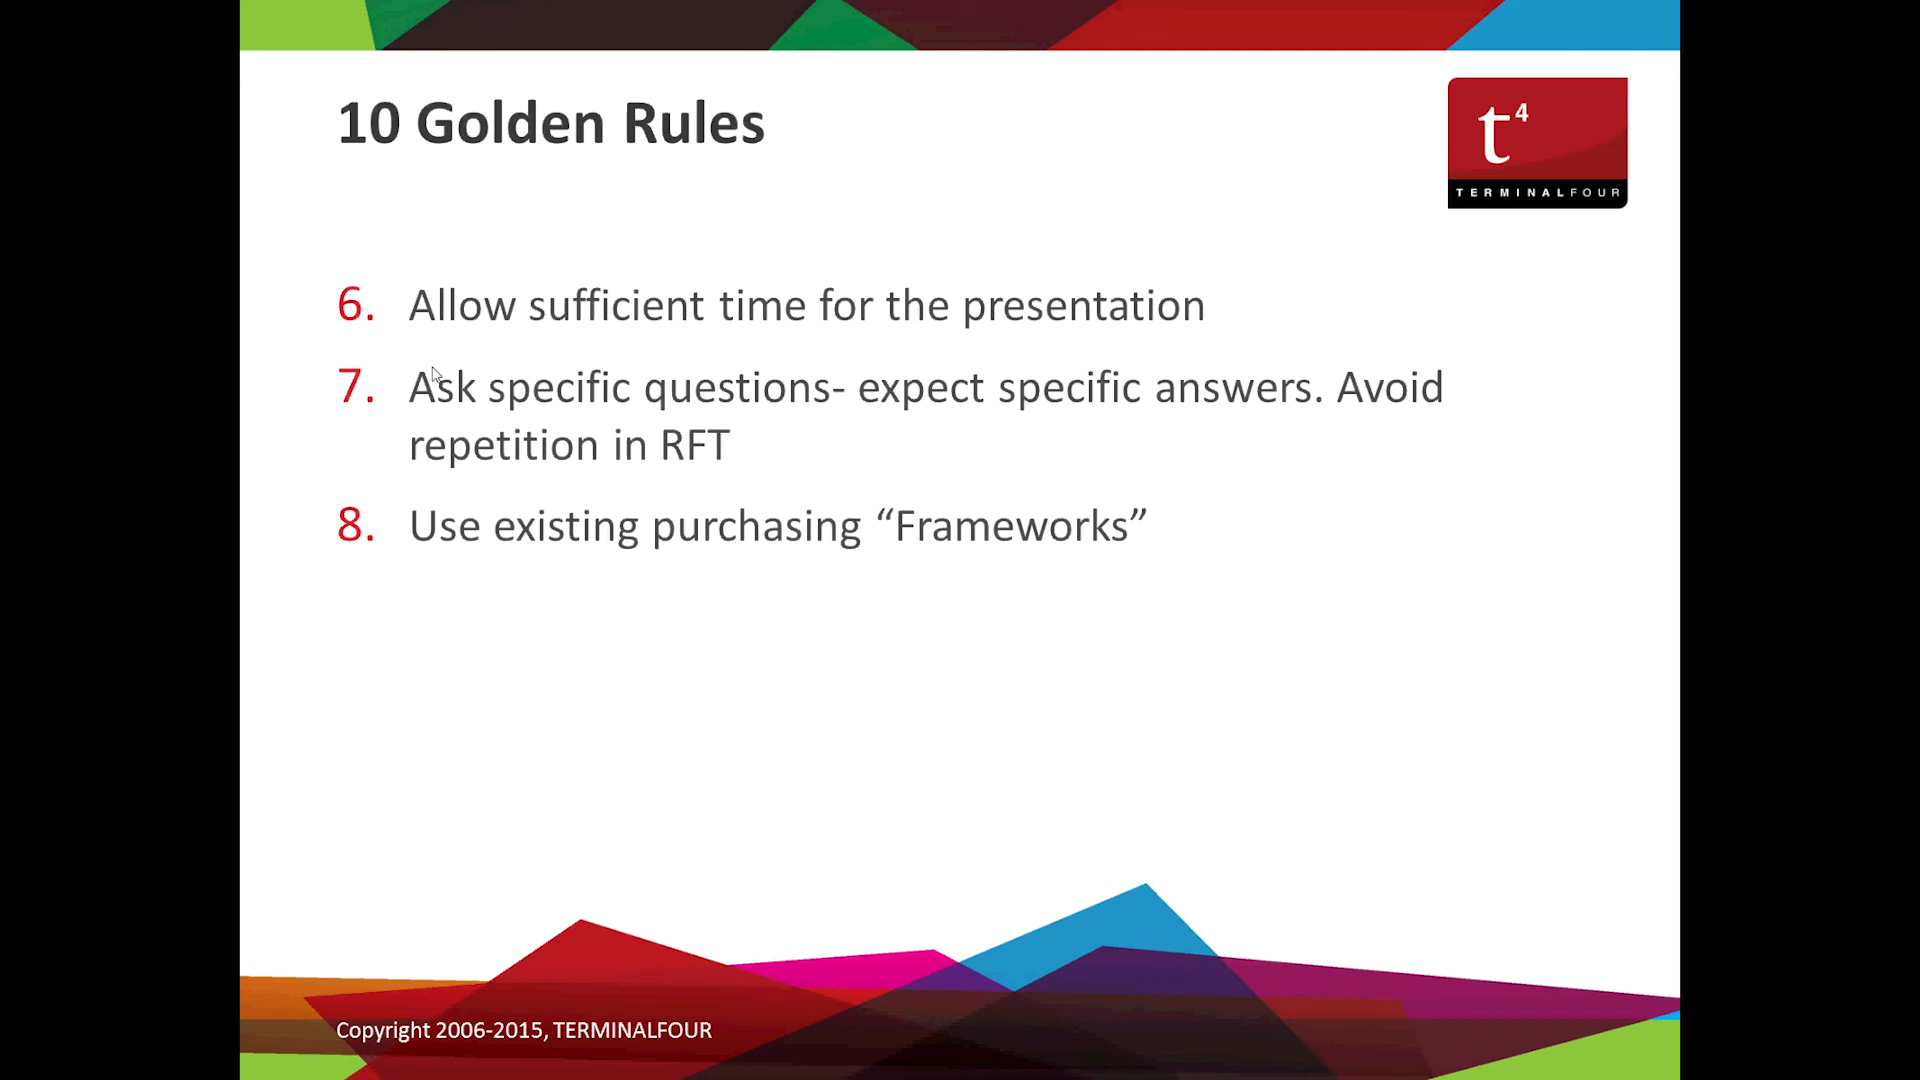 10 Golden Rules
t4
TERMINALFOUR
6. Allow sufficient time for the presentation
7. Ask specific questions- expect specific answers. Avoid
repetition in RFT
8. Use existing purchasing “Frameworks”
Copyright 2006-2015, TERMINALFOUR